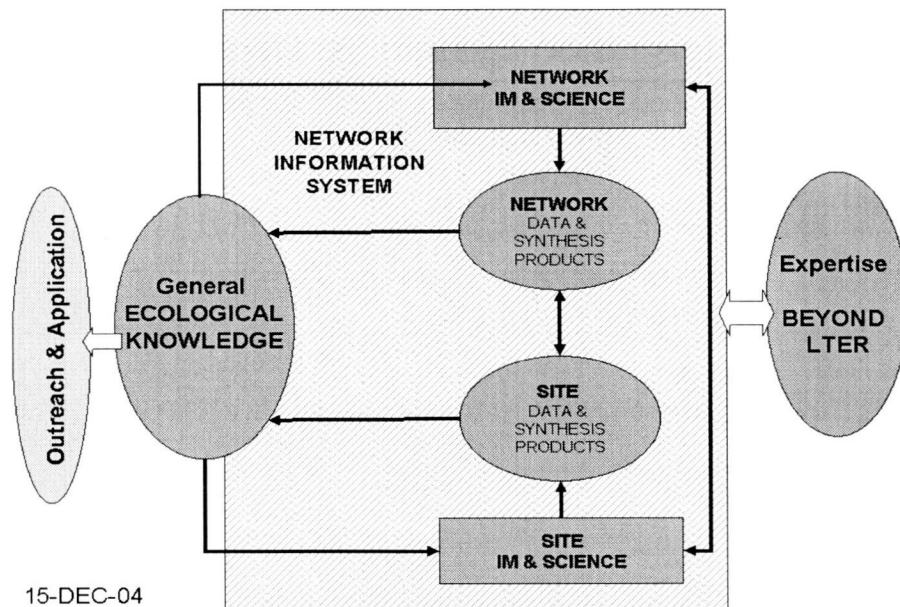 NETWORK
IM & SCIENCE
NETWORK
INFORMATION
SYSTEM
NETWORK
DATA &
SYNTHESIS
PRODUCTS
Outreach & Application
General
ECOLOGICAL
KNOWLEDGE
Expertise
BEYOND
LTER
SITE
DATA &
SYNTHESIS
PRODUCTS
SITE
IM & SCIENCE
15-DEC-04